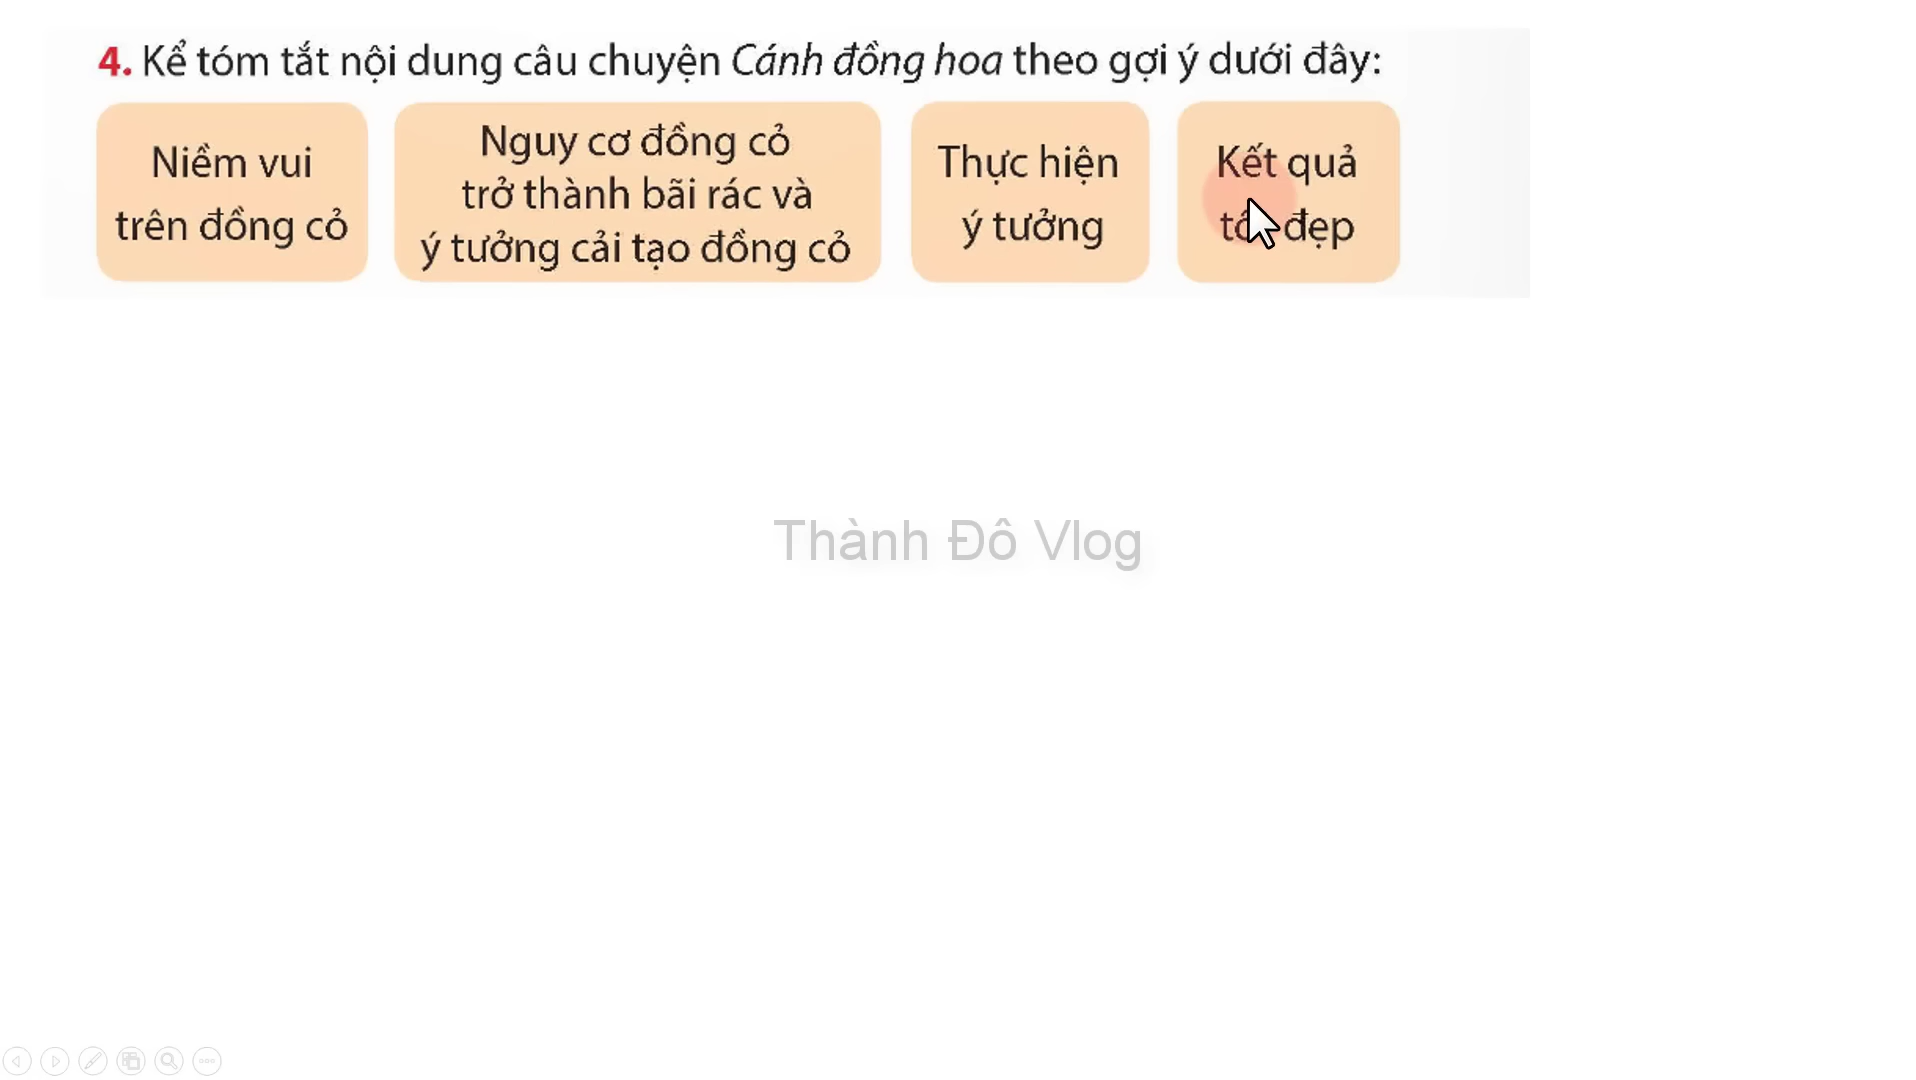 4. Kể tóm tắt nội dung câu chuyện Cánh đồng hoa theo gợi ý dưới đây:
Niềm vui
trên đồng cỏ
Nguy cơ đồng cỏ
trở thành bãi rác và
ý tưởng cải tạo đồng cỏ
Thực hiện
ý tưởng
Kết quả
đẹp
Thành Đô Vlog